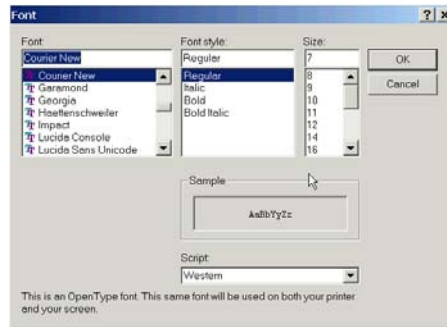 Font
Font:
Courier New
Courier New
Garamond
Georgia
Haettenschweiler
Impact
Lucida Console
Lucida Sans Unicode
Font style:
Regular
Regular
Italic
Bold
Bold Italic
Size:
7
8
9
10
11
12
14
16
OK
Cancel
Sample
AaBbYyZz
Script:
Western
This is an OpenType font. This same font will be used on both your printer
and your screen.